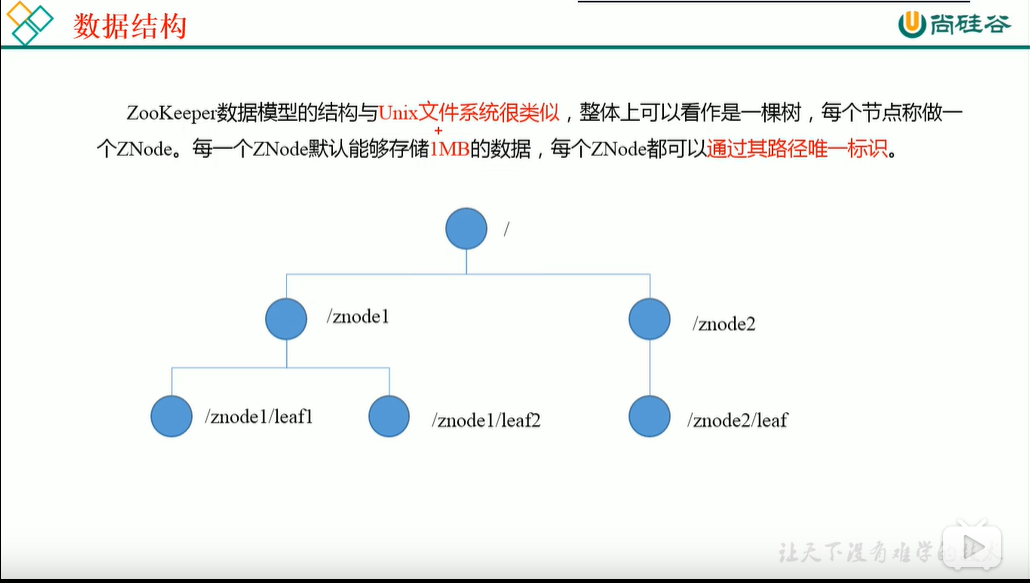 数据结构
尚硅谷
ZooKeeper数据模型的结构与Unix文件系统很类似，整体上可以看作是一棵树，每个节点称做一
个ZNode。每一个ZNode默认能够存储1MB的数据，每个ZNode都可以通过其路径唯一标识。
/
/znode1
/znode2
/znode1/leaf1
/znode1/leaf2
/znode2/leaf
让天下没有难学的